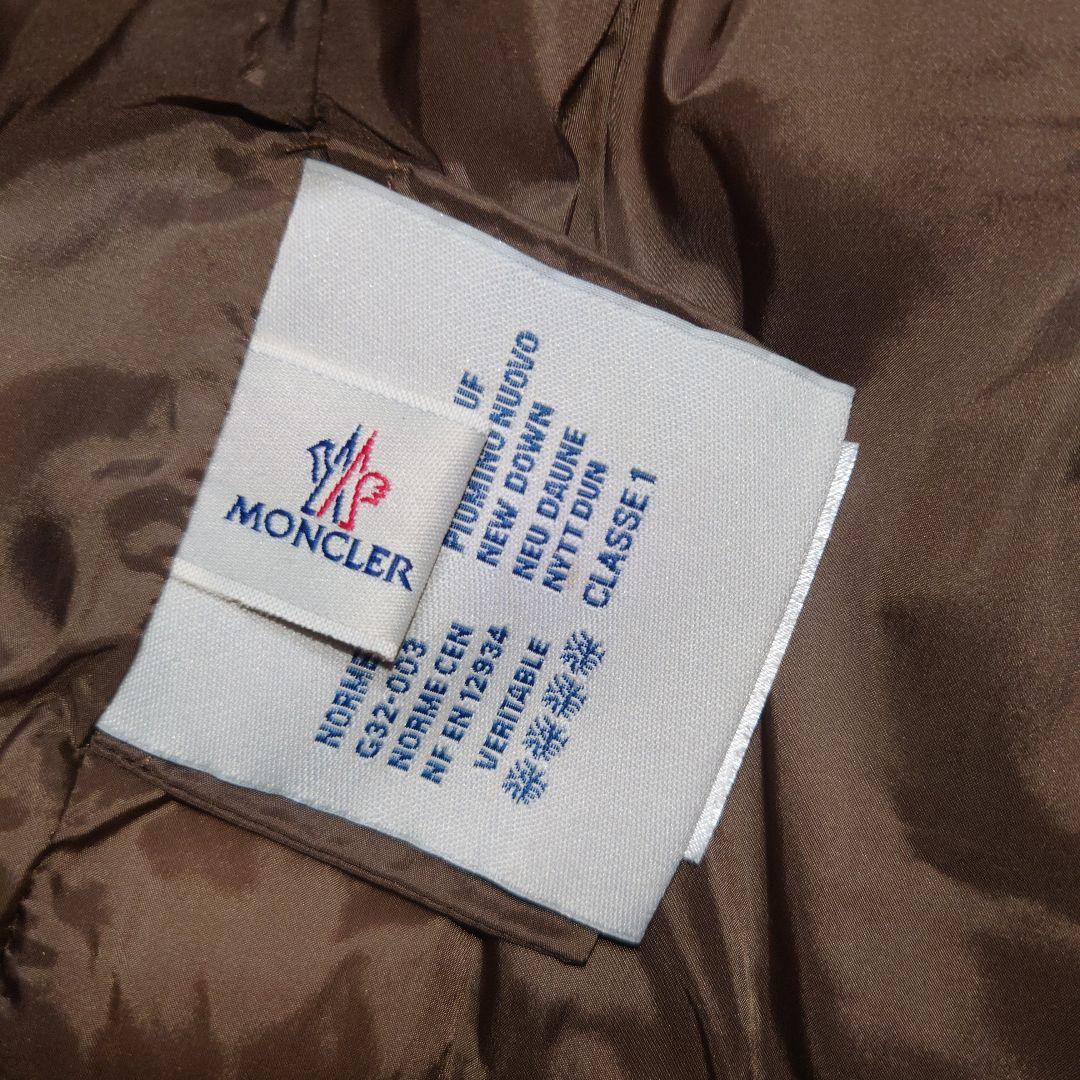 MONCLER
UF
PIUMINO NUOVO
NEW DOWN
NEU DAUNE
NYTT DUN
CLASSE 1
NORME
G32-003
NORME CEN
NF EN 12934
VERITABLE